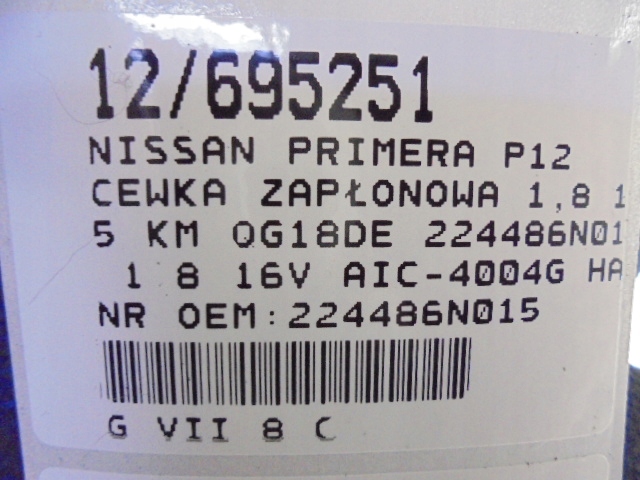 12/695251
NISSAN PRIMERA P12
CEWKA ZAPŁONOWA 1,8 1
5 KM QG18DE 224486N01
1 8 16V AIC-4004G HA
NR OEM:224486N015
G VII 8 C